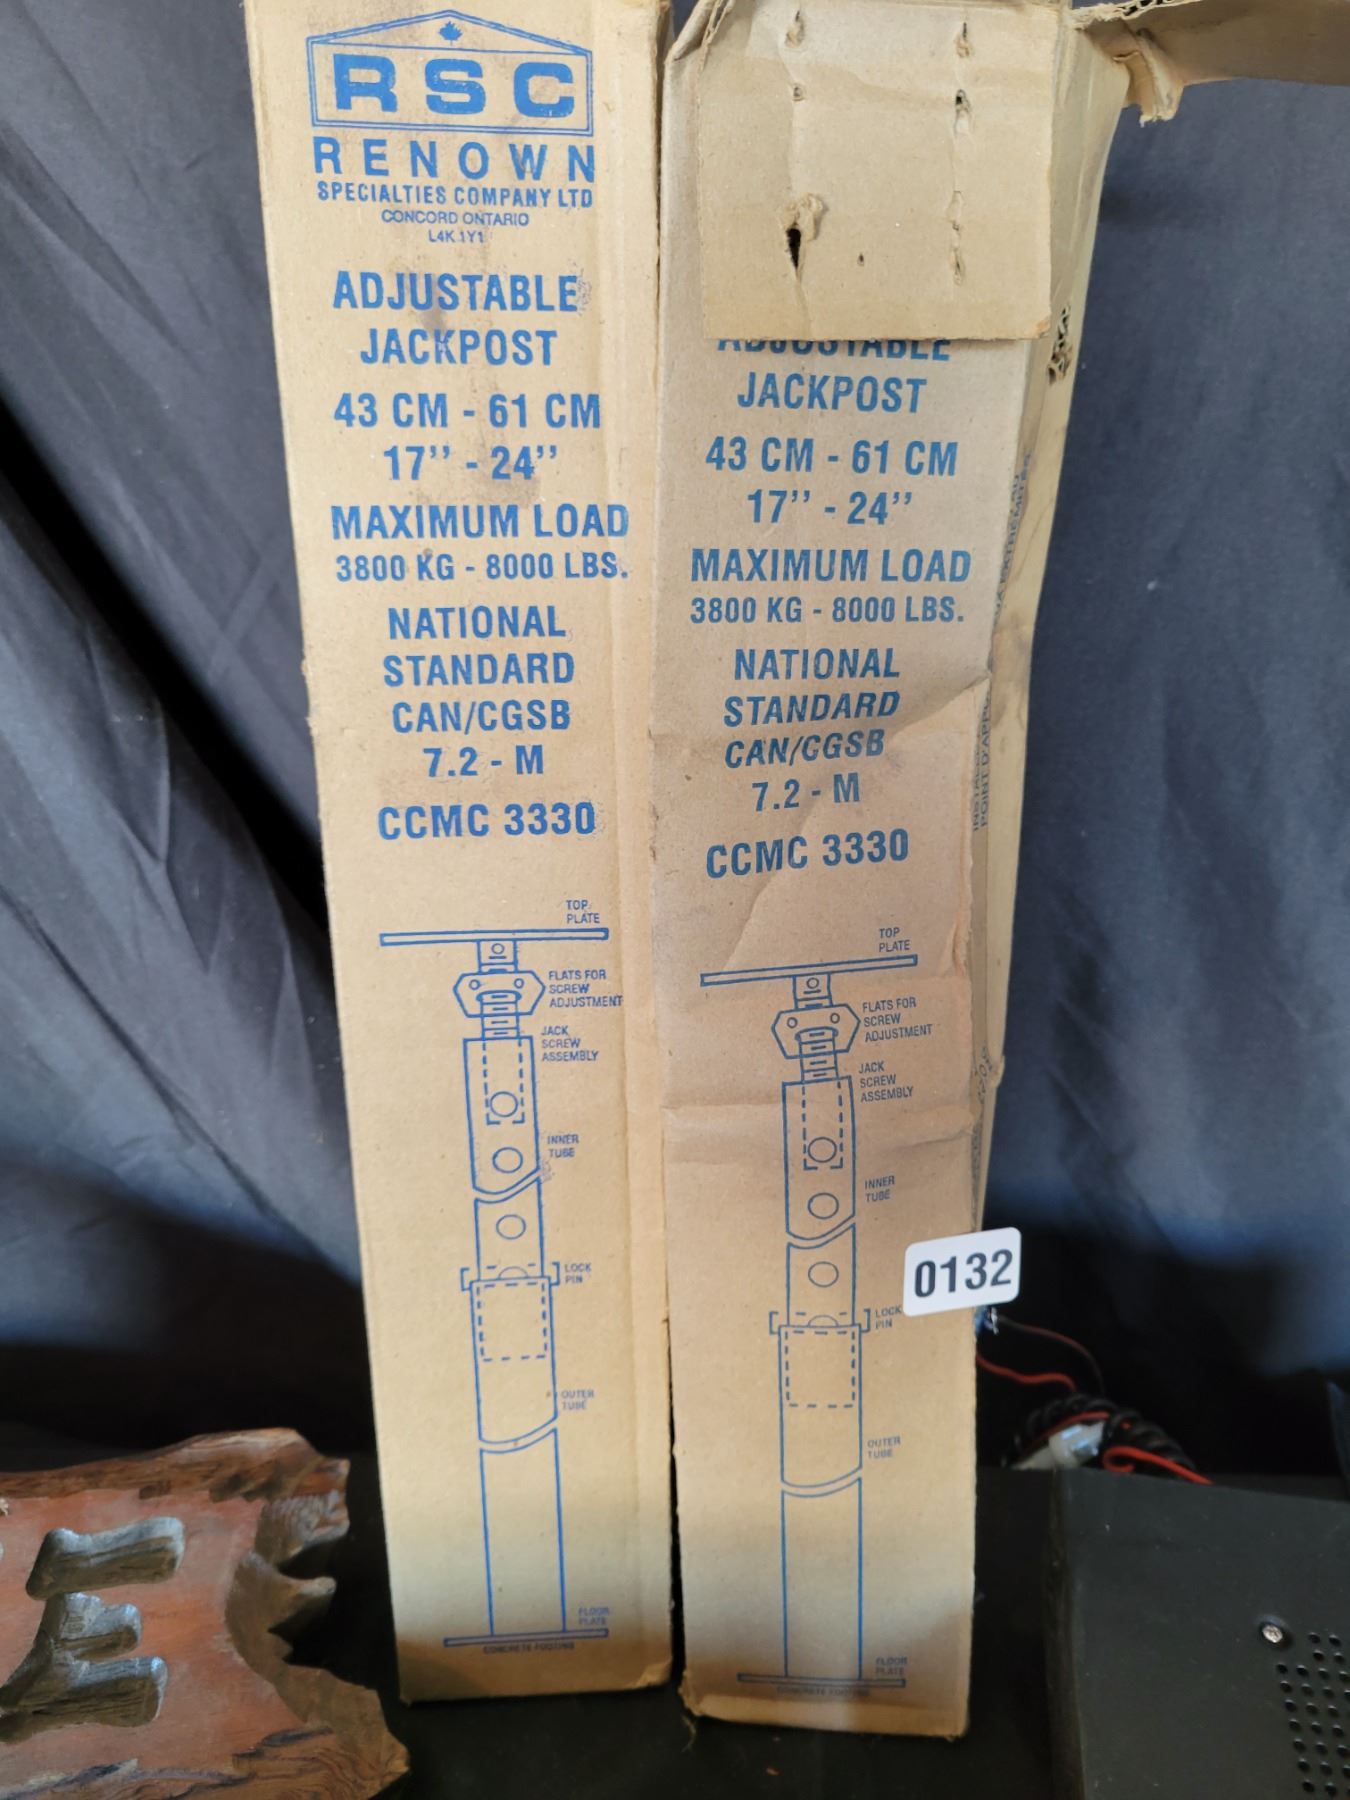 RSC
RENOWN
SPECIALTIES COMPANY LTD
CONCORD ONTARIO
L4K 1Y1
ADJUSTABLE
JACKPOST
43 CM - 61 CM
17’’ - 24’’
MAXIMUM LOAD
3800 KG - 8000 LBS.
NATIONAL
STANDARD
CAN/CGSB
7.2 - M
CCMC 3330
TOP
PLATE
FLATS FOR
SCREW
ADJUSTMENT
JACK
SCREW
ASSEMBLY
INNER
TUBE
LOCK
PIN
OUTER
TUBE
FLOOR
PLATE
CONCRETE FOOTING
ADJUSTABLE
JACKPOST
43 CM - 61 CM
17’’ - 24’’
MAXIMUM LOAD
3800 KG - 8000 LBS.
NATIONAL
STANDARD
CAN/CGSB
7.2 - M
CCMC 3330
TOP
PLATE
FLATS FOR
SCREW
ADJUSTMENT
JACK
SCREW
ASSEMBLY
INNER
TUBE
LOCK
PIN
OUTER
TUBE
FLOOR
PLATE
CONCRETE FOOTING
0132
POINT D'APPU
E